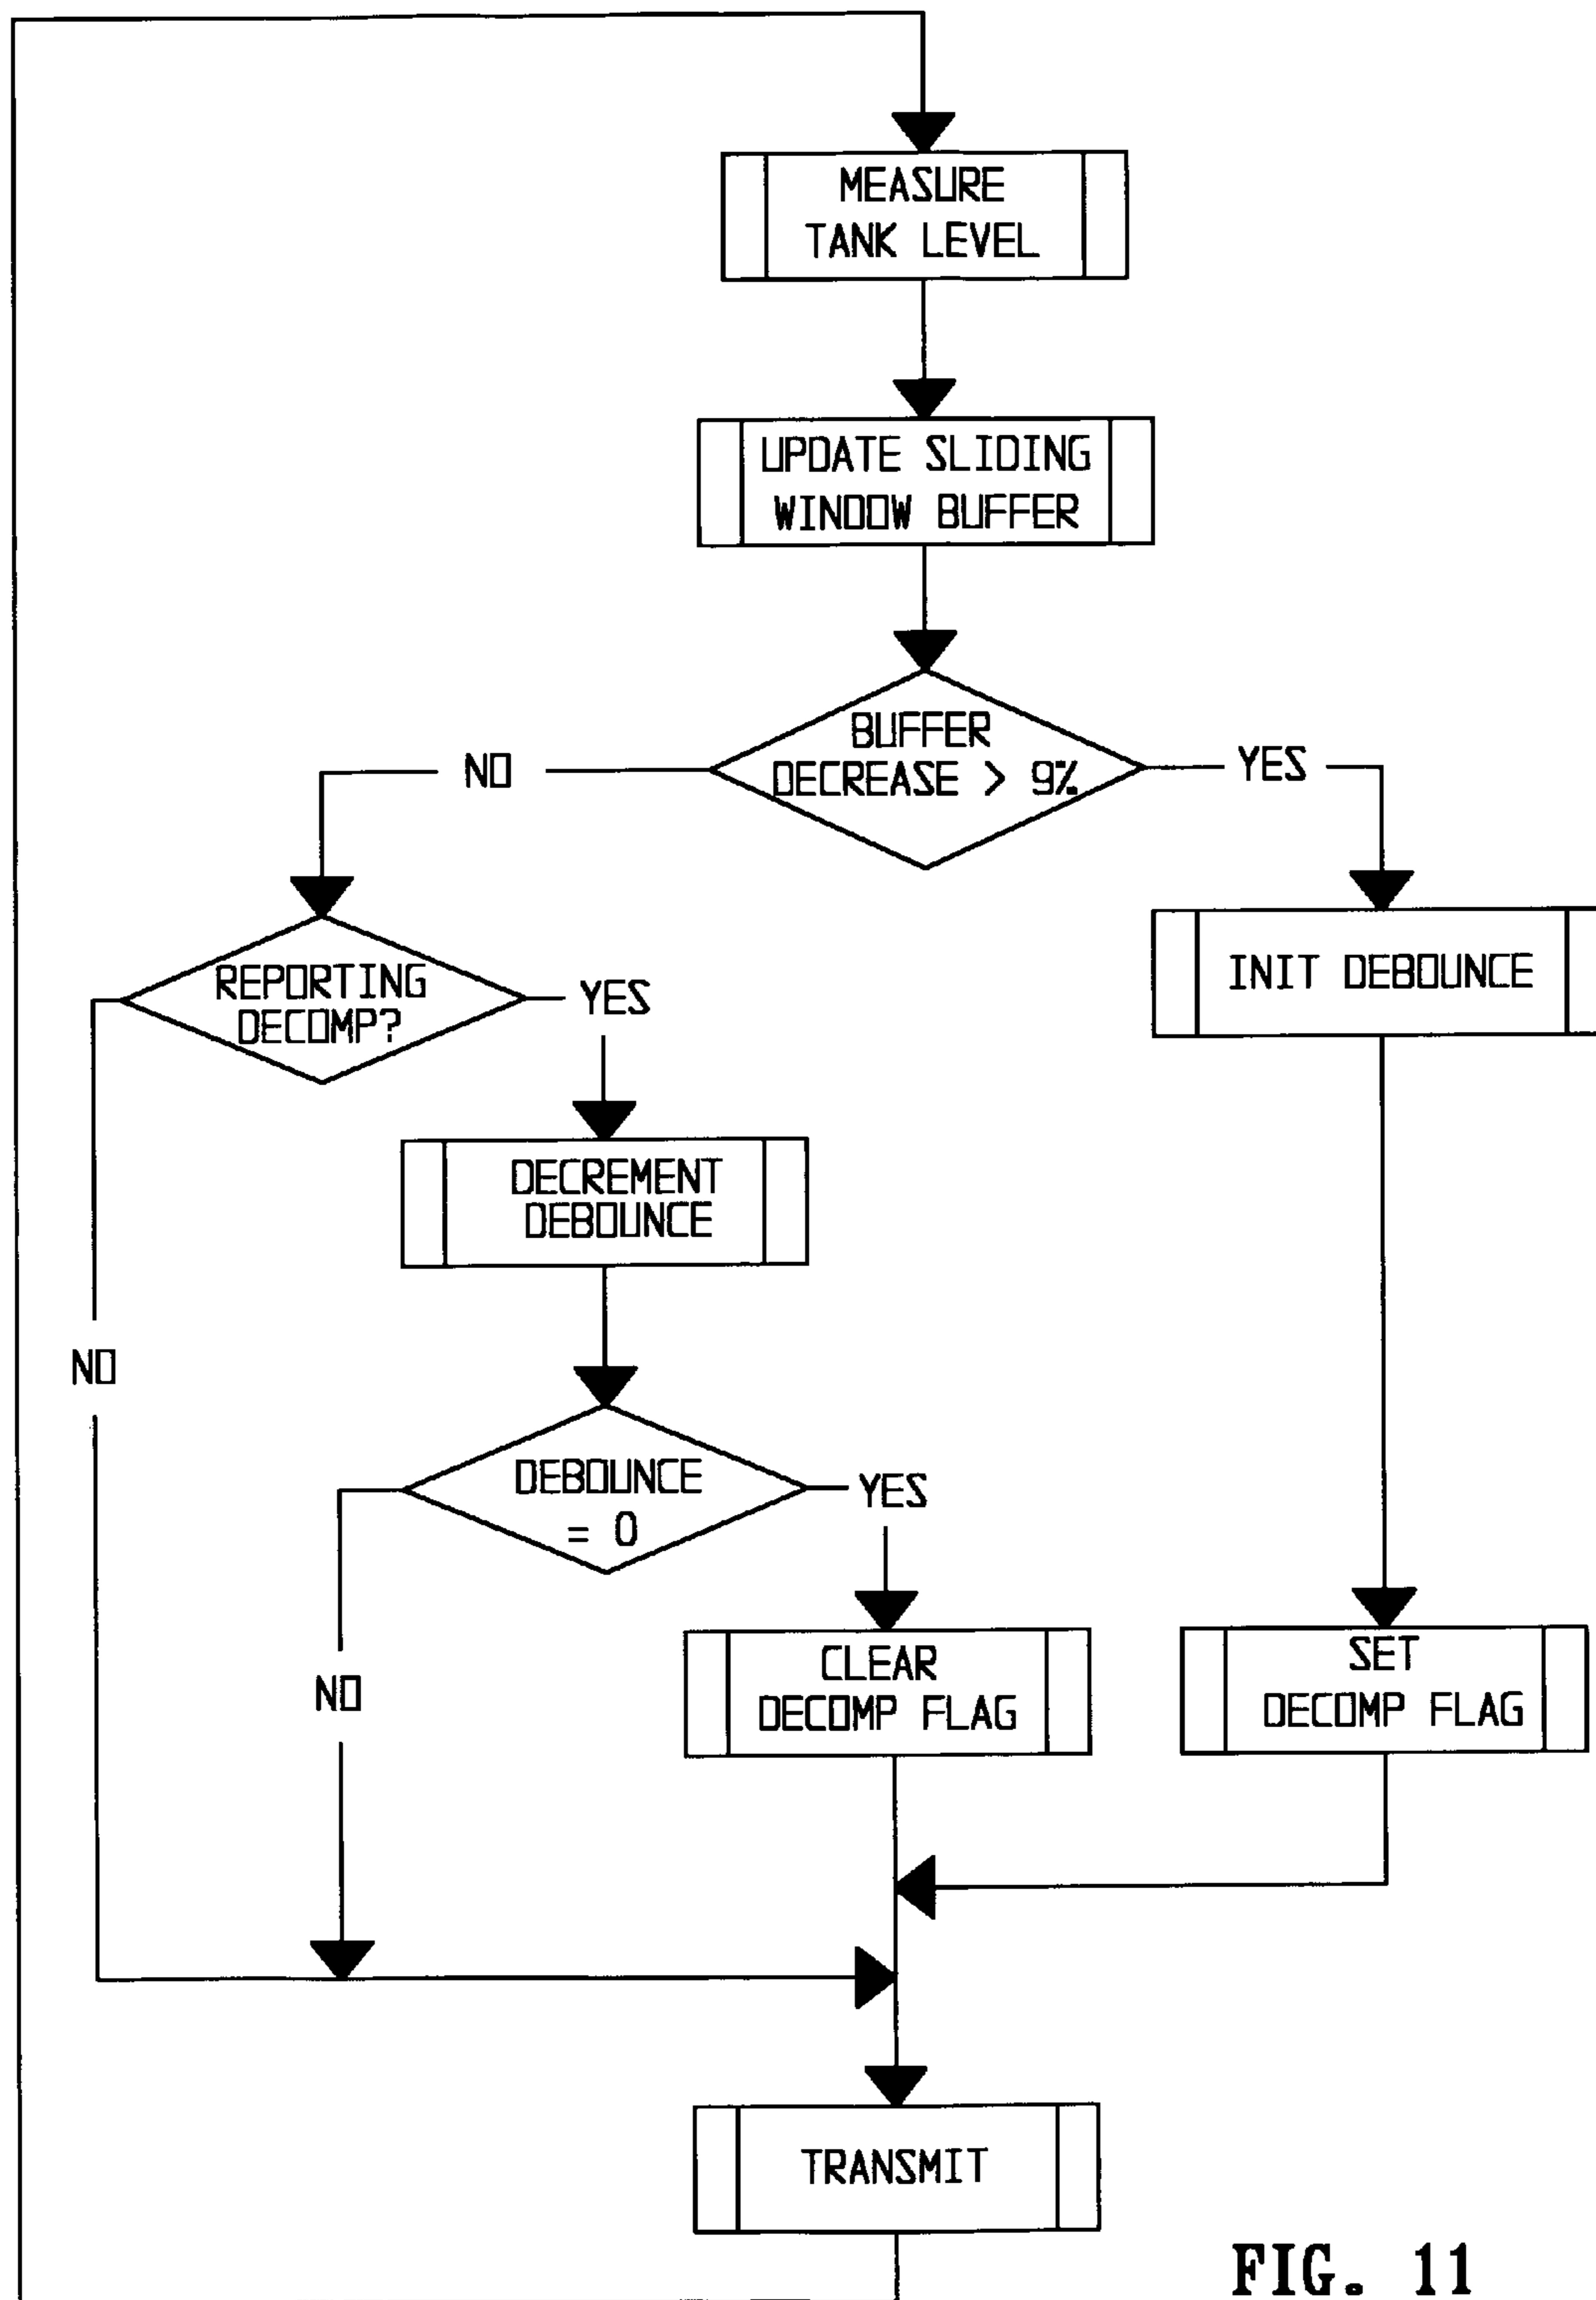 MEASURE
TANK LEVEL
UPDATE SLIDING
WINDOW BUFFER
BUFFER
DECREASE > 9%
NO
YES
REPORTING
DECOMP?
YES
INIT DEBOUNCE
DECREMENT
DEBOUNCE
NO
DEBOUNCE
= 0
YES
NO
CLEAR
DECOMP FLAG
SET
DECOMP FLAG
TRANSMIT
FIG. 11